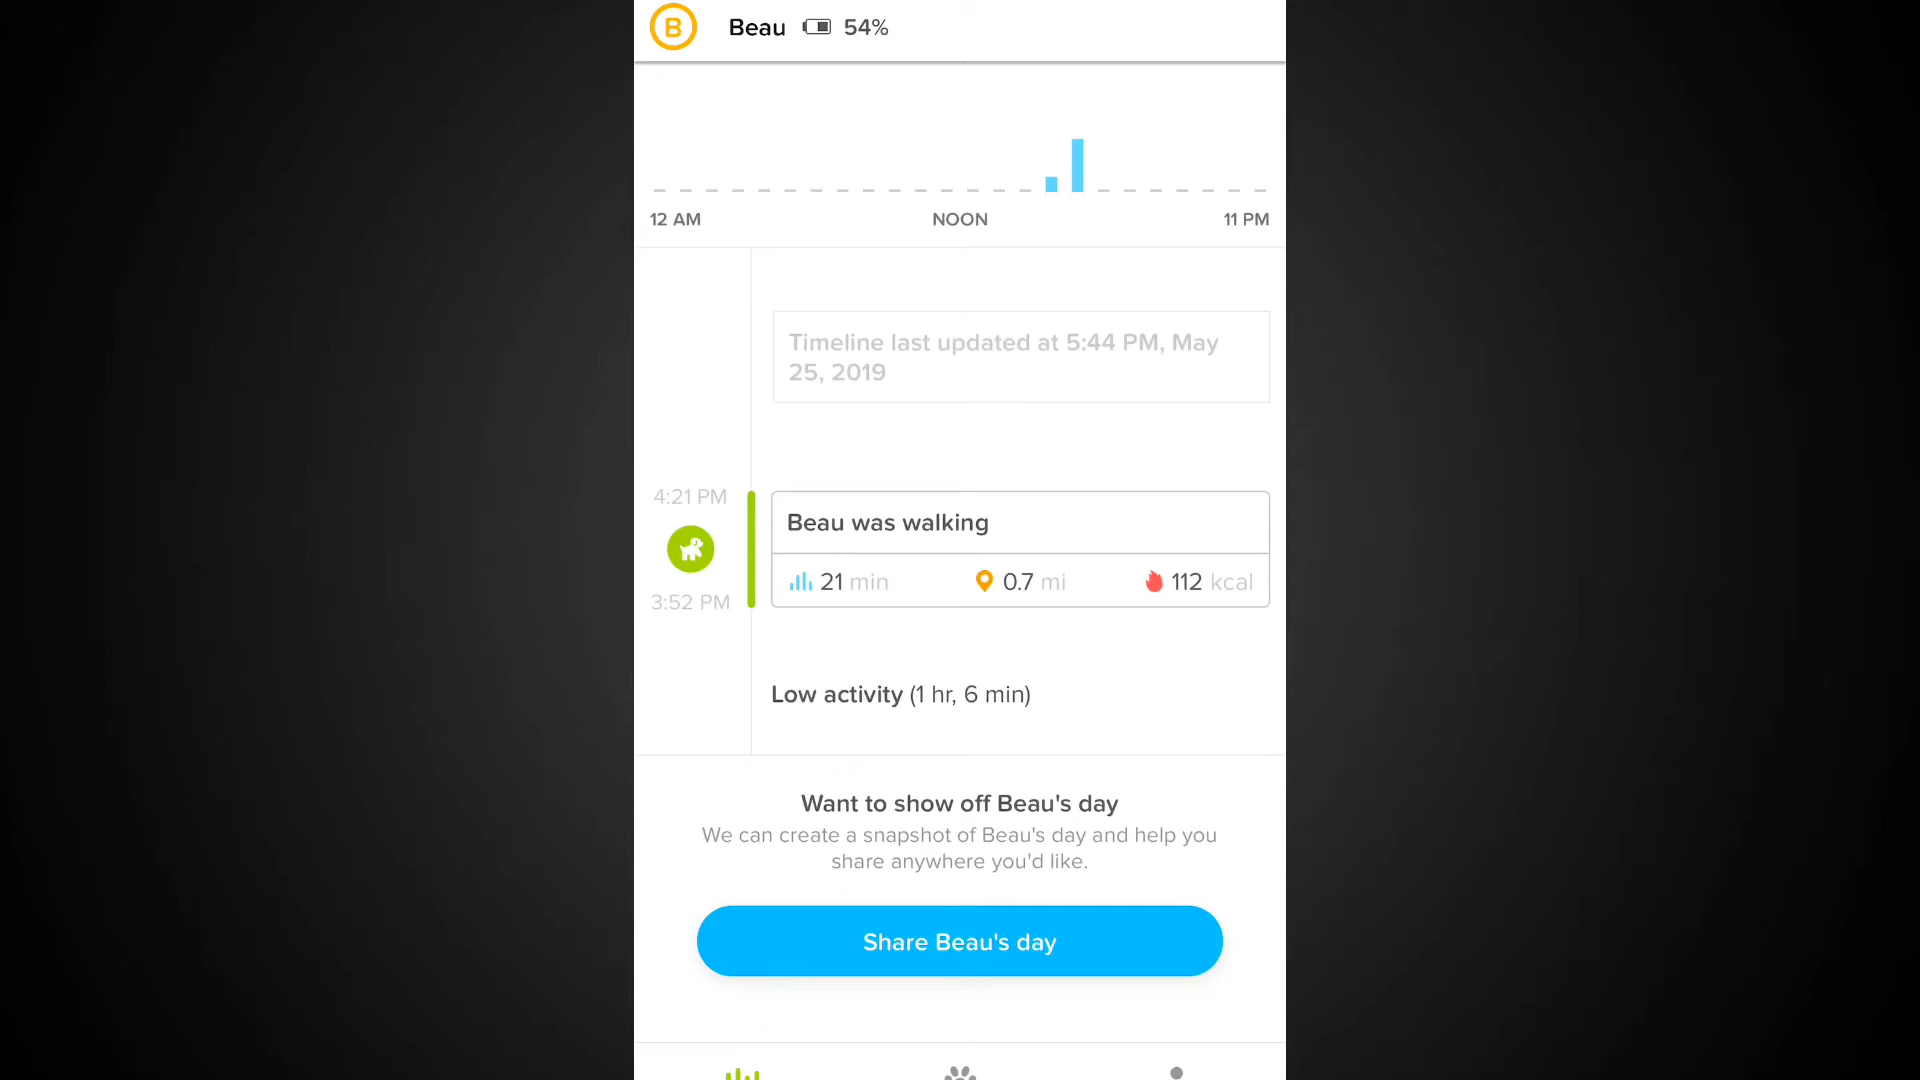 B Beau 54%
12 AM NOON 11 PM
Timeline last updated at 5:44 PM, May
25, 2019
4:21 PM
Beau was walking
21 min 0.7 mi 112 kcal
3:52 PM
Low activity (1 hr, 6 min)
Want to show off Beau's day
We can create a snapshot of Beau's day and help you
share anywhere you'd like.
Share Beau's day